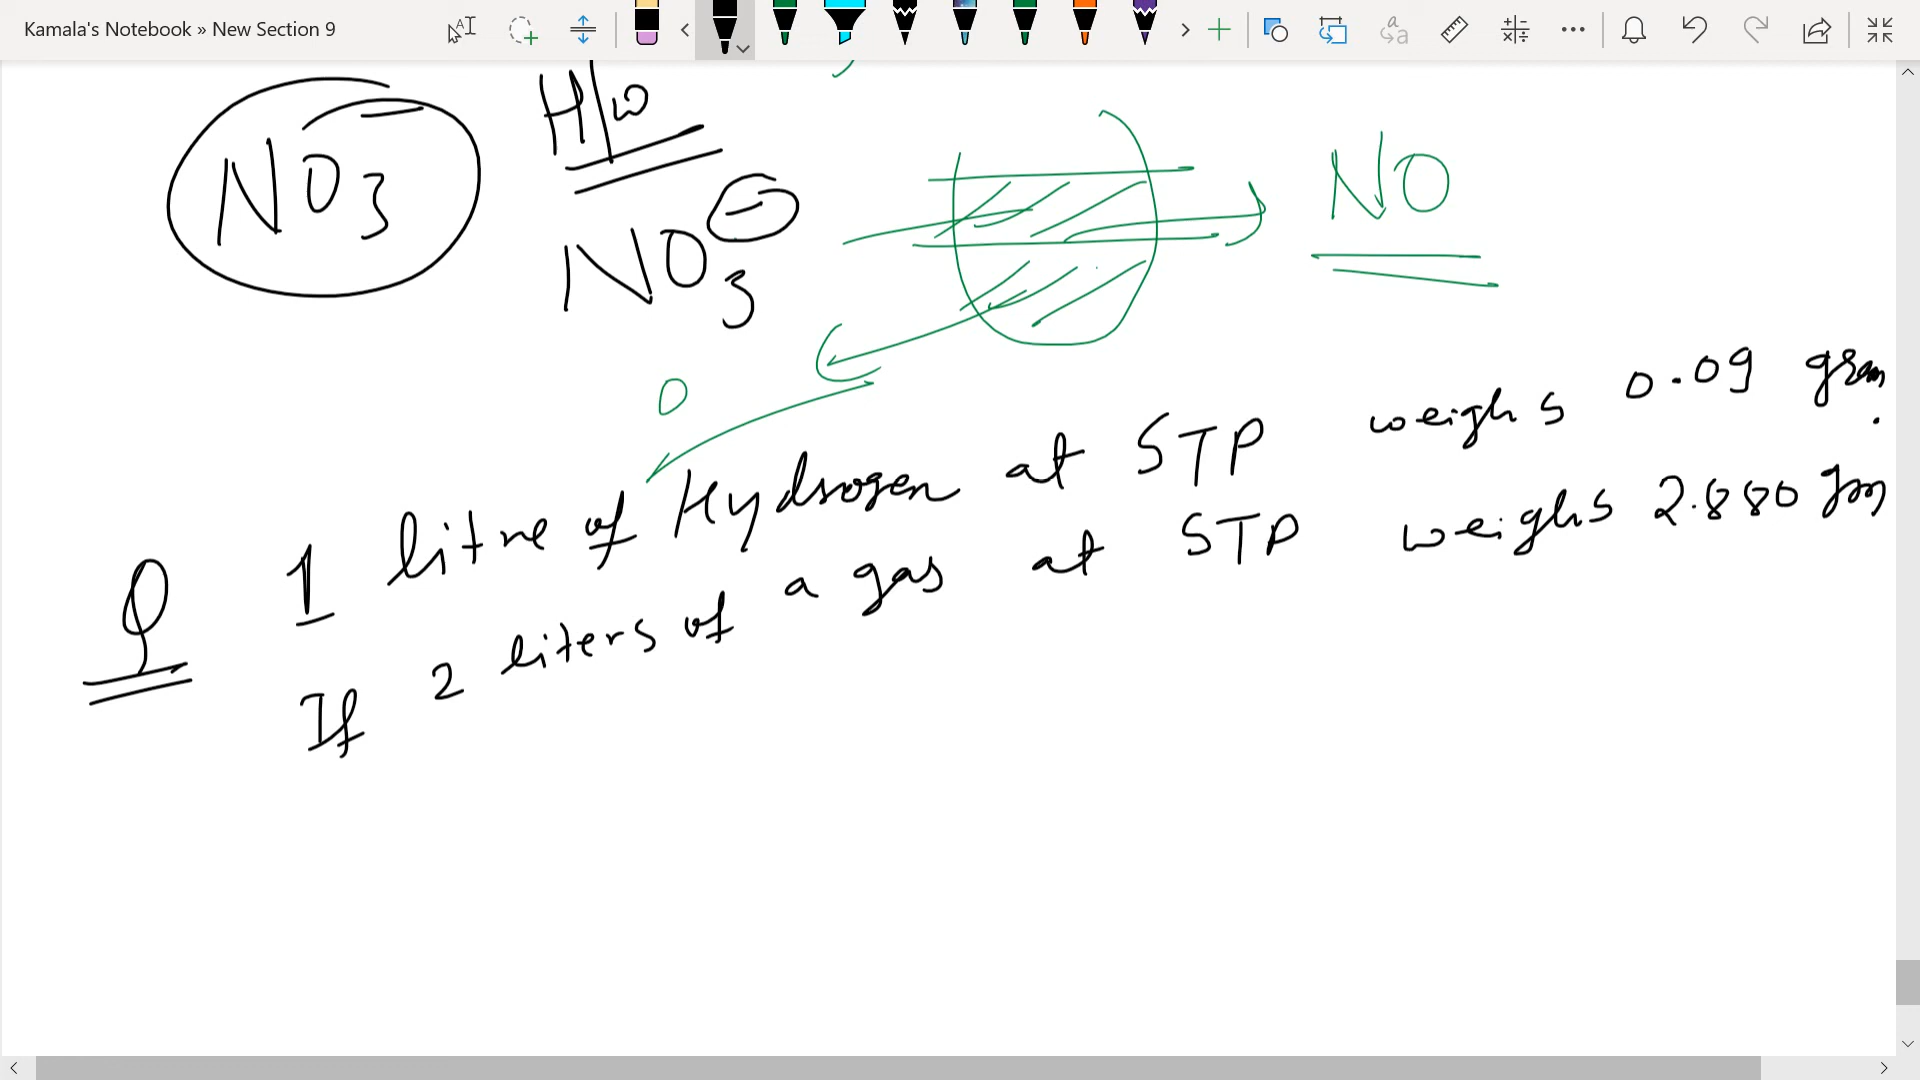 Kamala's Notebook » New Section 9
H/w
NO3
NO
NO3
O
Q 1 litre of Hydrogen at STP weighs 0.09 gram.
If 2 liters of a gas at STP weighs 2.880 gm